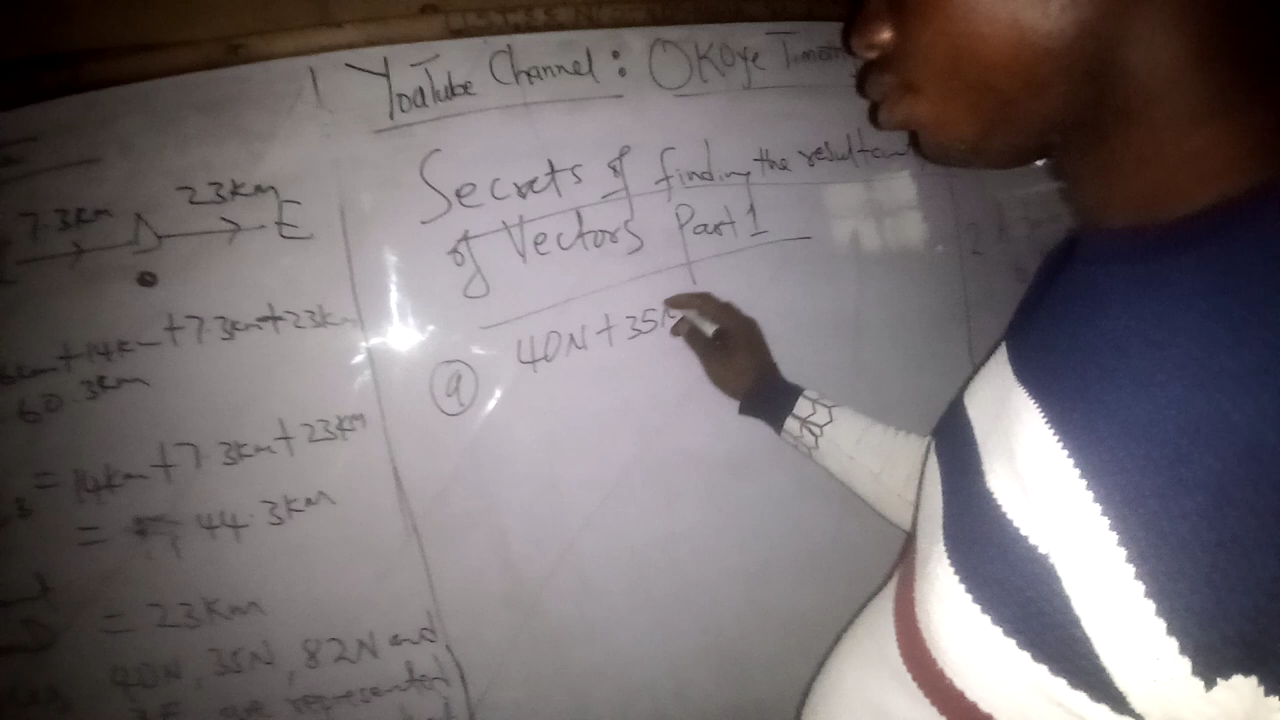 YouTube Channel: Okoye
Secrets of finding the
of Vectors Part 1
(a) 40N+35N
7.3km 23km
D E
+14km+7.3km+23km
60.3km
= 14km+7.3km+23km
= 44.3km
= 23km
40N, 35N, 82N and
are represented